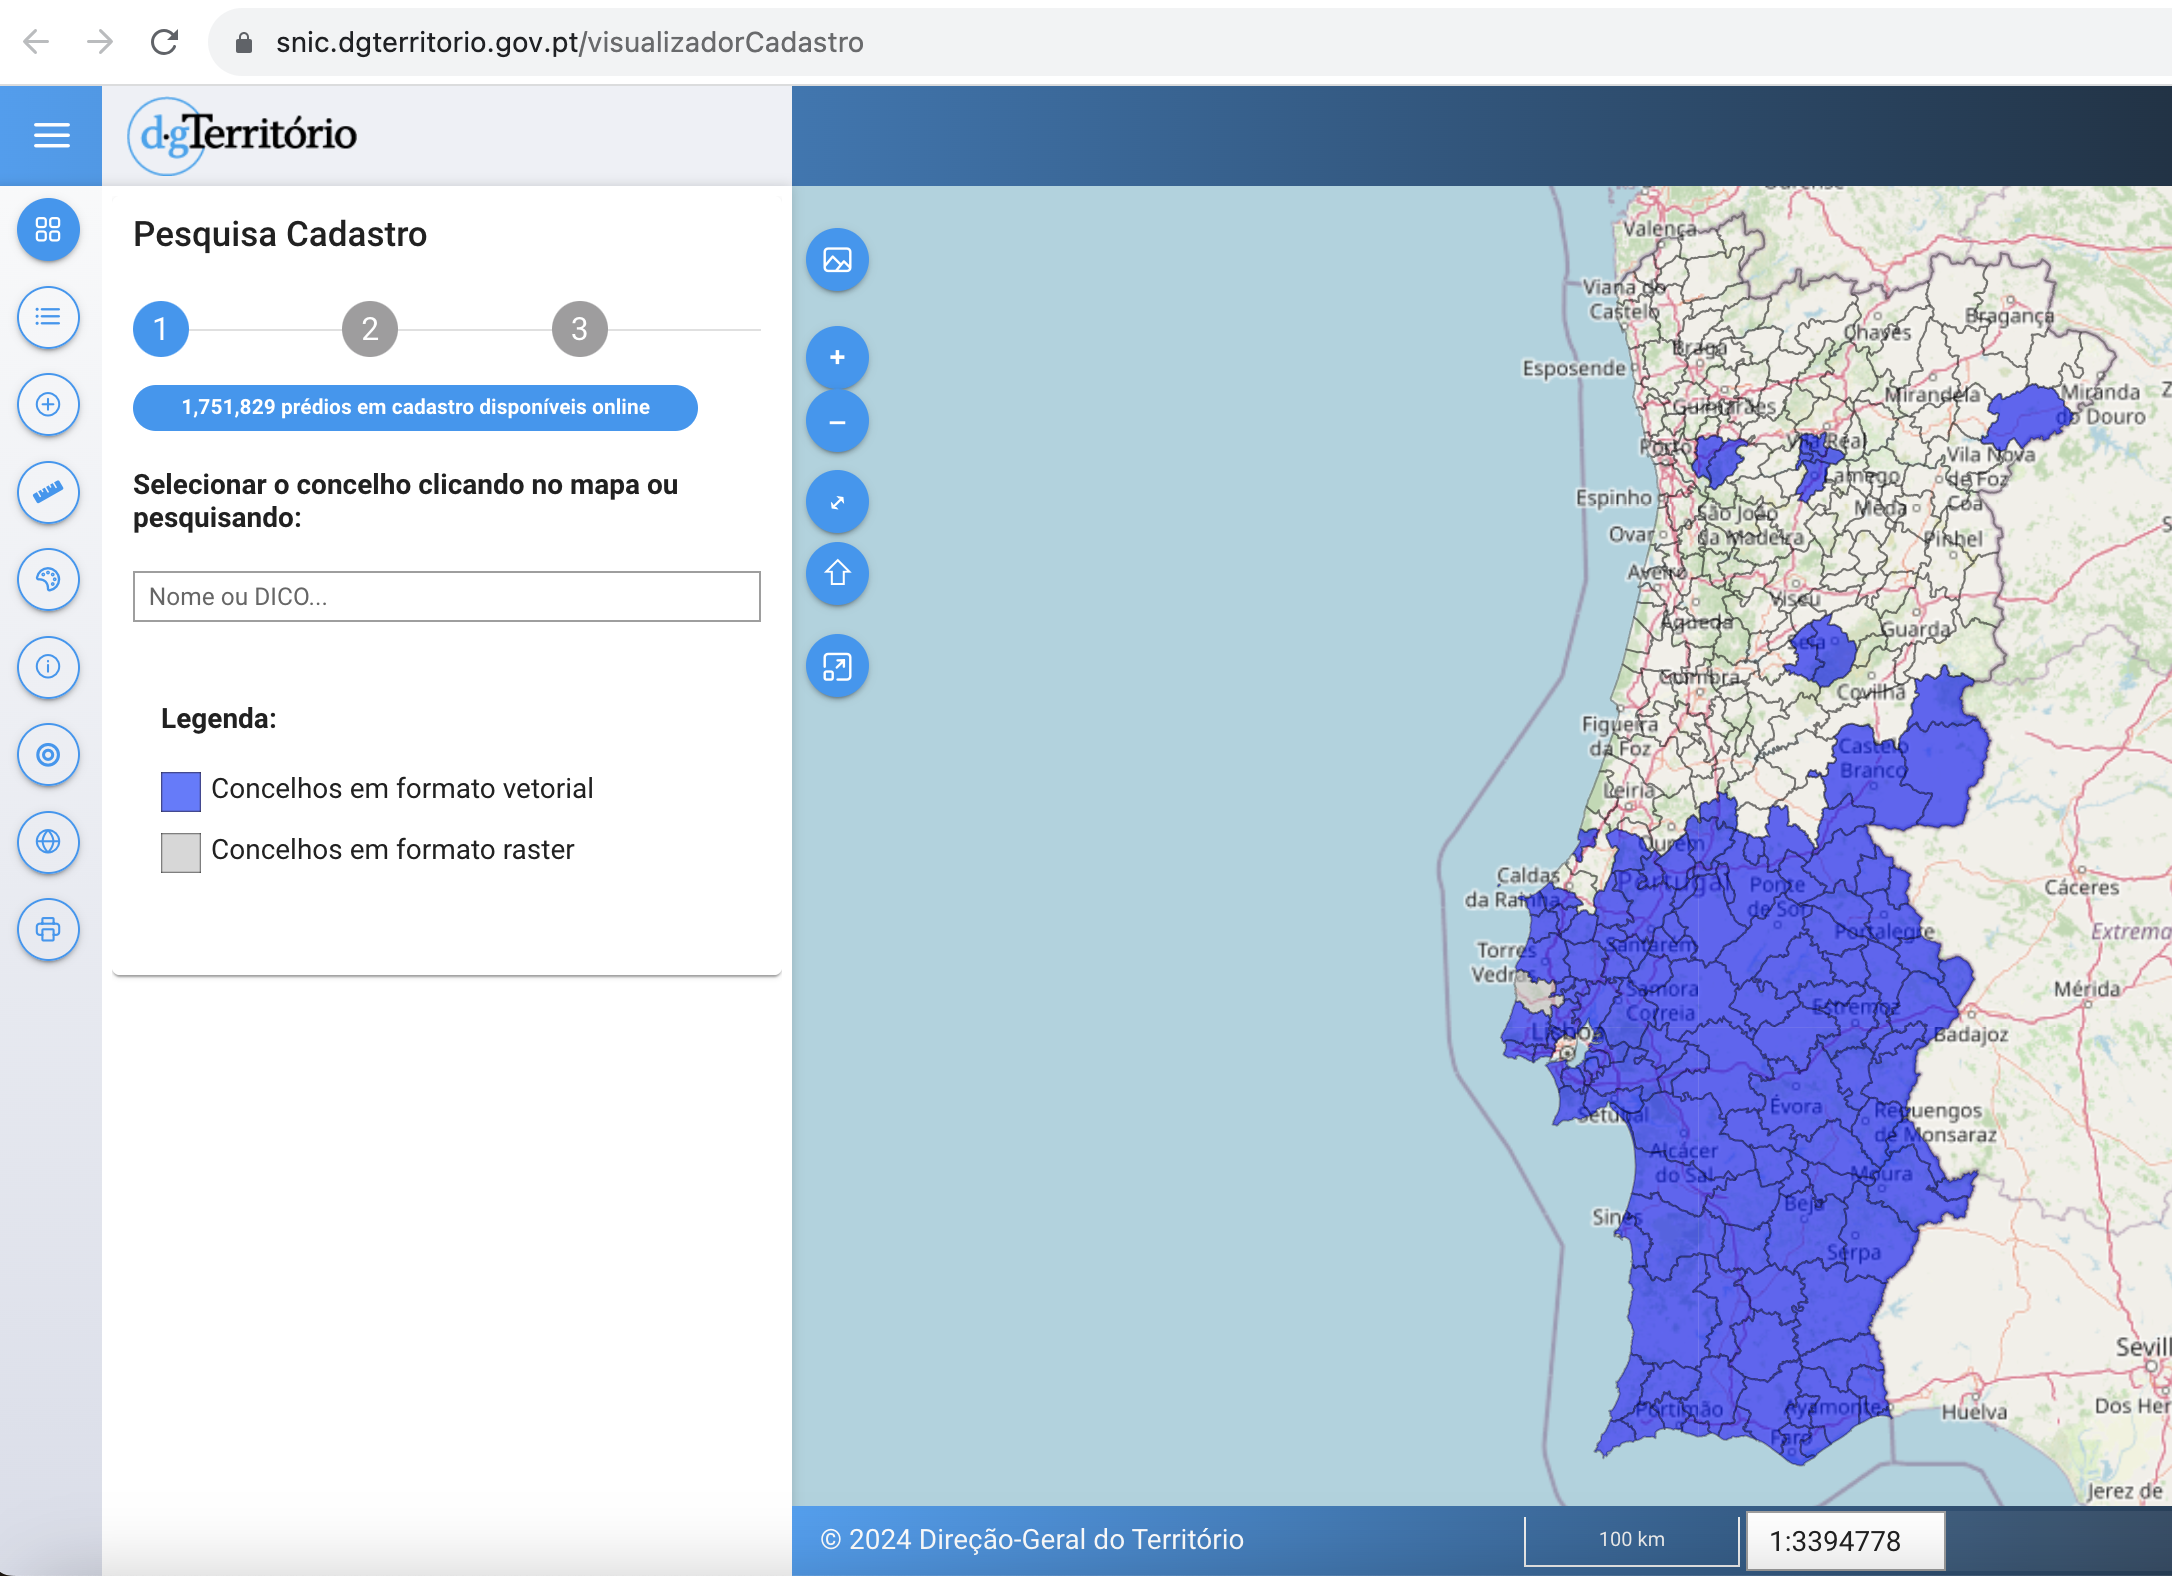 snic.dgterritorio.gov.pt/visualizadorCadastro
d·gTerritório
Pesquisa Cadastro
1
2
3
1,751,829 prédios em cadastro disponíveis online
Selecionar o concelho clicando no mapa ou
pesquisando:
Nome ou DICO...
Legenda:
Concelhos em formato vetorial
Concelhos em formato raster
Valença
Viana do
Castelo
Bragança
Chaves
Braga
Esposende
Mirandela
Miranda
do Douro
Guimarães
Porto
Vila Real
Vila Nova
de Foz
Côa
Lamego
Espinho
Mêda
São João
da Madeira
Ovar
Pinhel
Aveiro
Viseu
Águeda
Guarda
Seia
Coimbra
Covilhã
Figueira
da Foz
Castelo
Branco
Leiria
Ourém
Caldas
da Rainha
Portugal
Ponte
de Sor
Cáceres
Portalegre
Extrema
Santarém
Torres
Vedras
Samora
Correia
Mérida
Estremoz
Lisboa
Badajoz
Setúbal
Évora
Reguengos
de Monsaraz
Alcácer
do Sal
Moura
Beja
Sines
Serpa
Sevill
Portimão
Ayamonte
Huelva
Dos Her
Faro
Jerez de
© 2024 Direção-Geral do Território
100 km
1:3394778